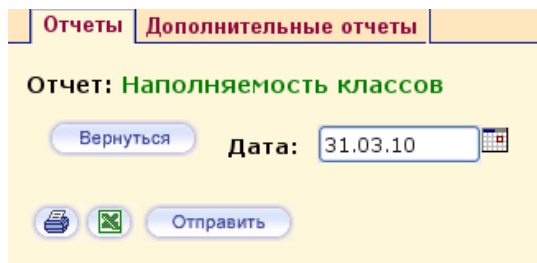 Отчеты Дополнительные отчеты
Отчет: Наполняемость классов
Вернуться Дата: 31.03.10
Отправить